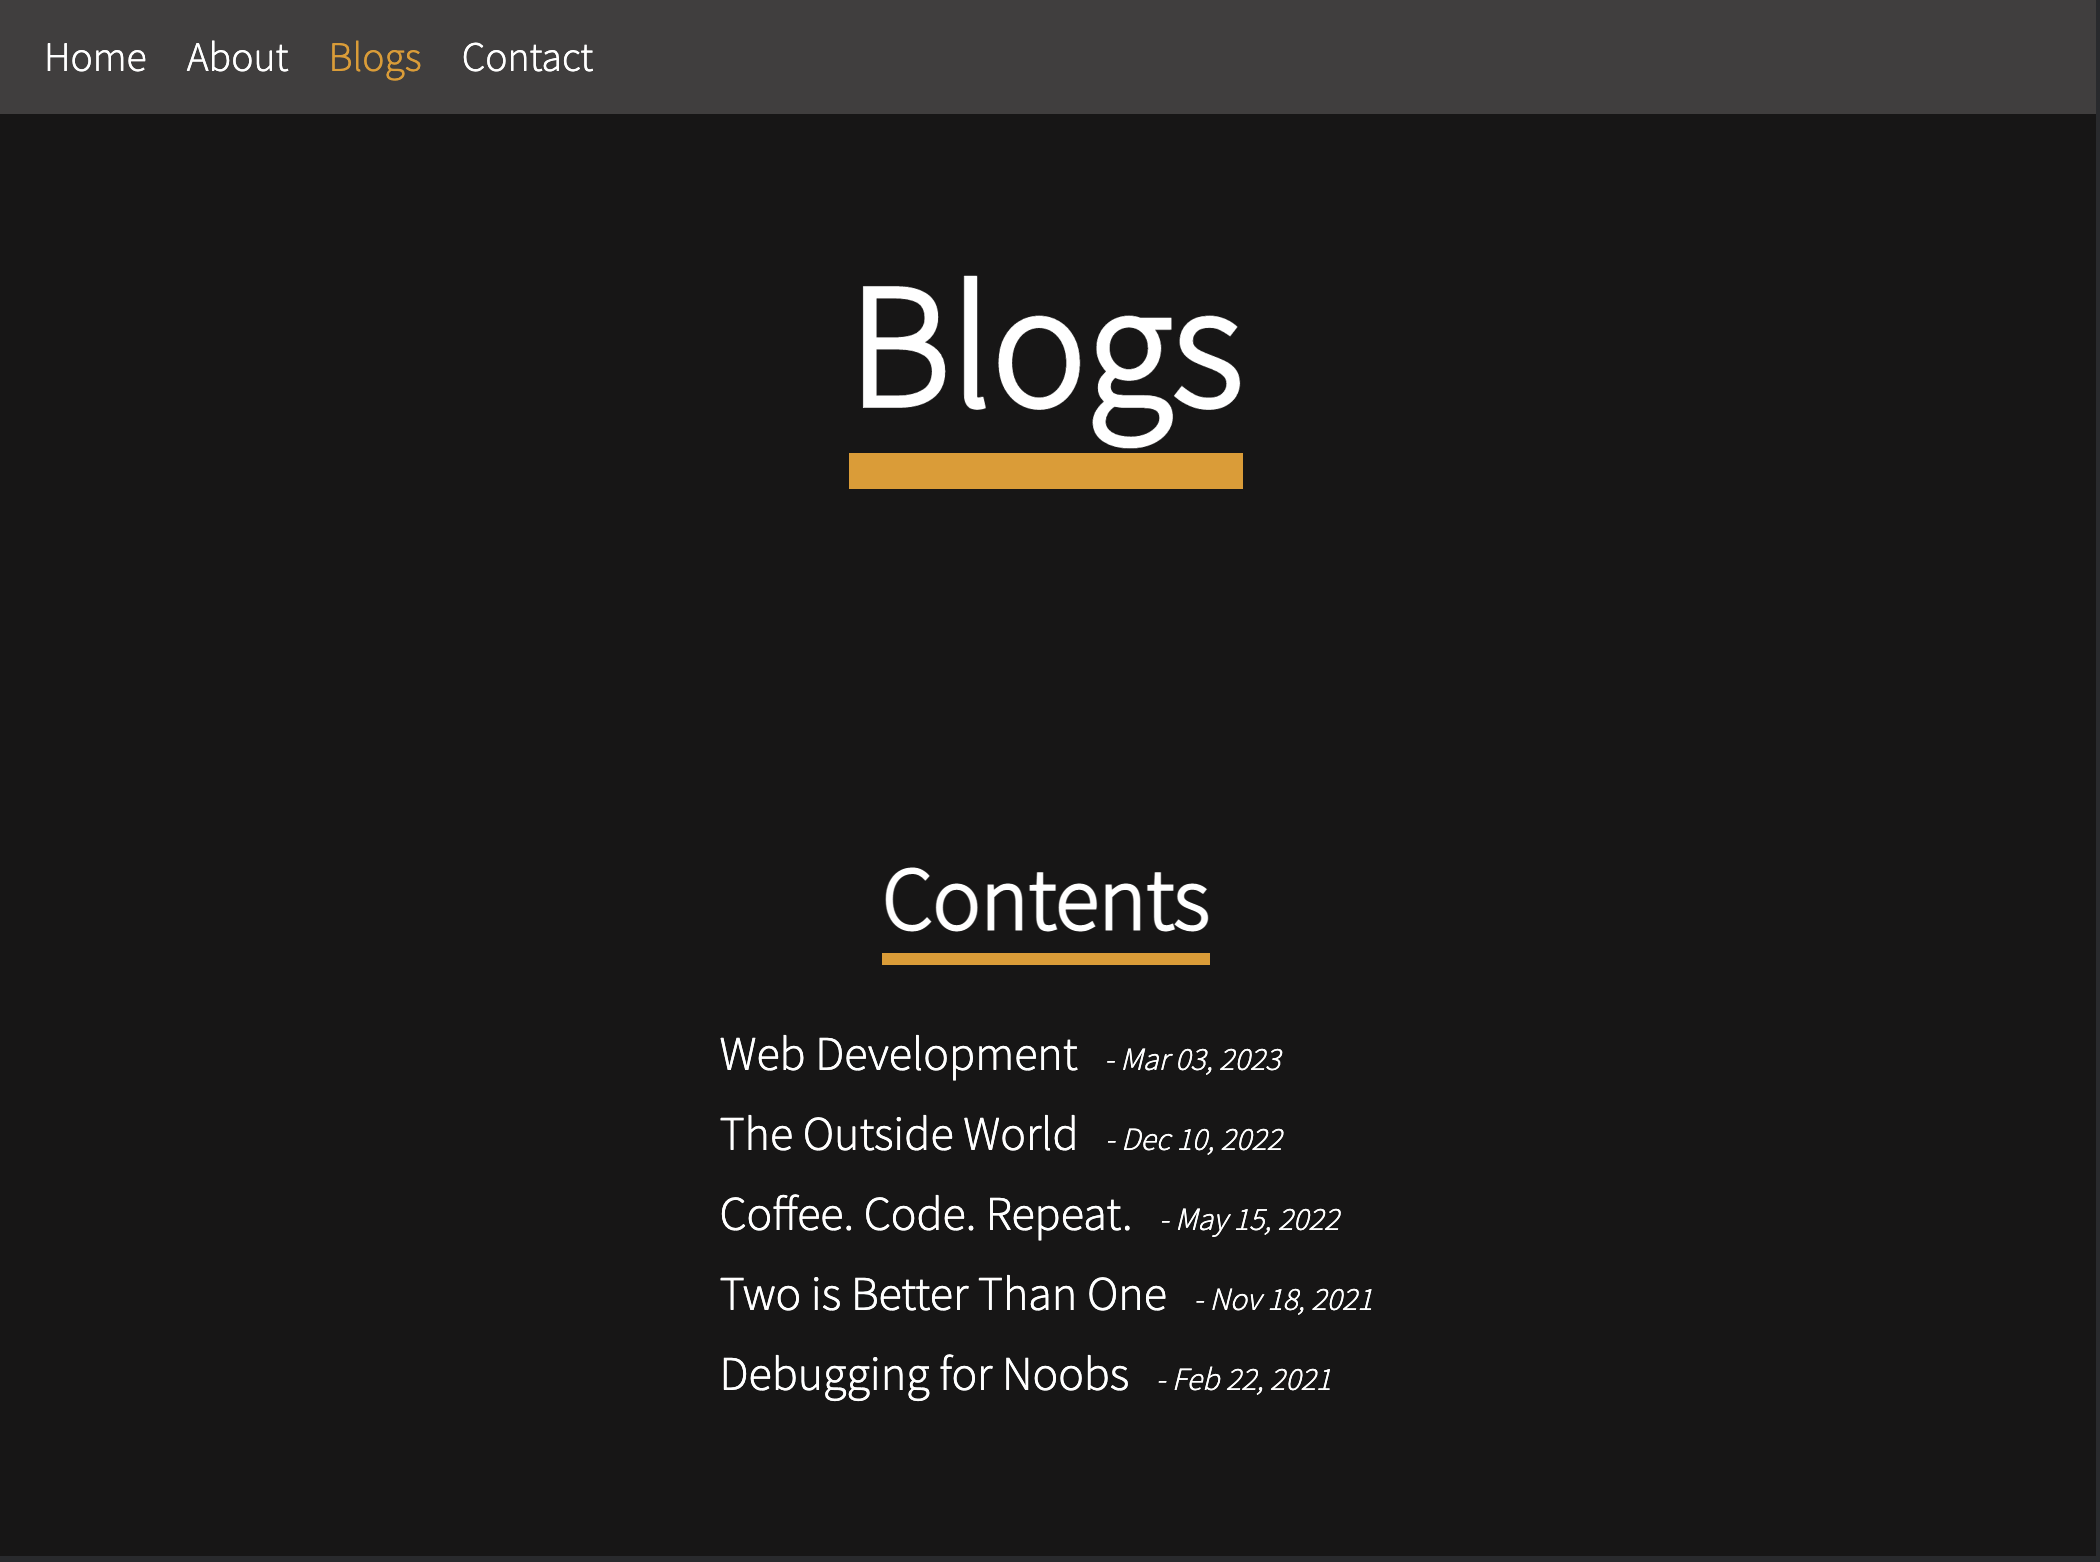 Home About Blogs Contact
Blogs
Contents
Web Development - Mar 03, 2023
The Outside World - Dec 10, 2022
Coffee. Code. Repeat. - May 15, 2022
Two is Better Than One - Nov 18, 2021
Debugging for Noobs - Feb 22, 2021